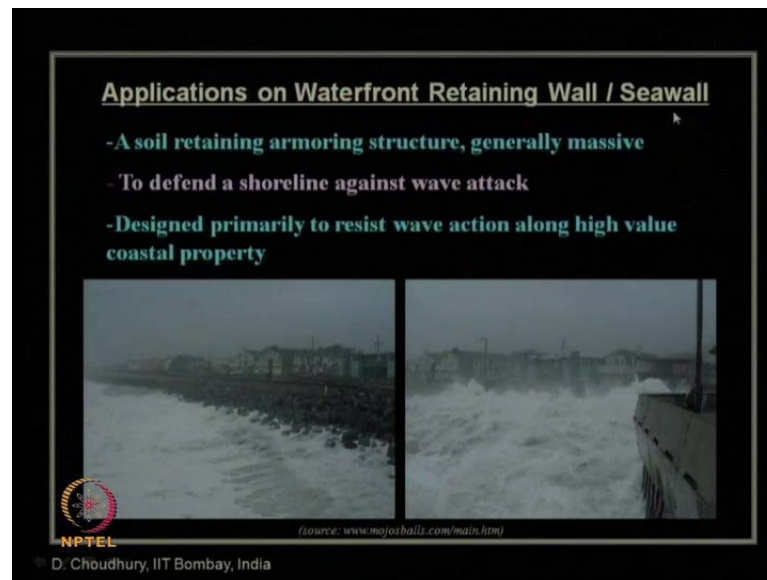 Applications on Waterfront Retaining Wall / Seawall
-A soil retaining armoring structure, generally massive
- To defend a shoreline against wave attack
-Designed primarily to resist wave action along high value
coastal property
(source: www.mojosballs.com/main.htm)
NPTEL
D. Choudhury, IIT Bombay, India